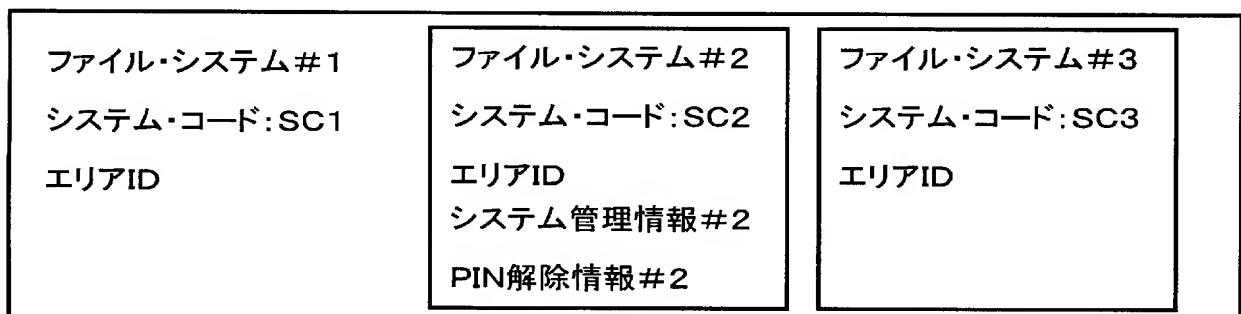 ファイル・システム#1
システム・コード:SC1
エリアID
ファイル・システム#2
システム・コード:SC2
エリアID
システム管理情報#2
PIN解除情報#2
ファイル・システム#3
システム・コード:SC3
エリアID